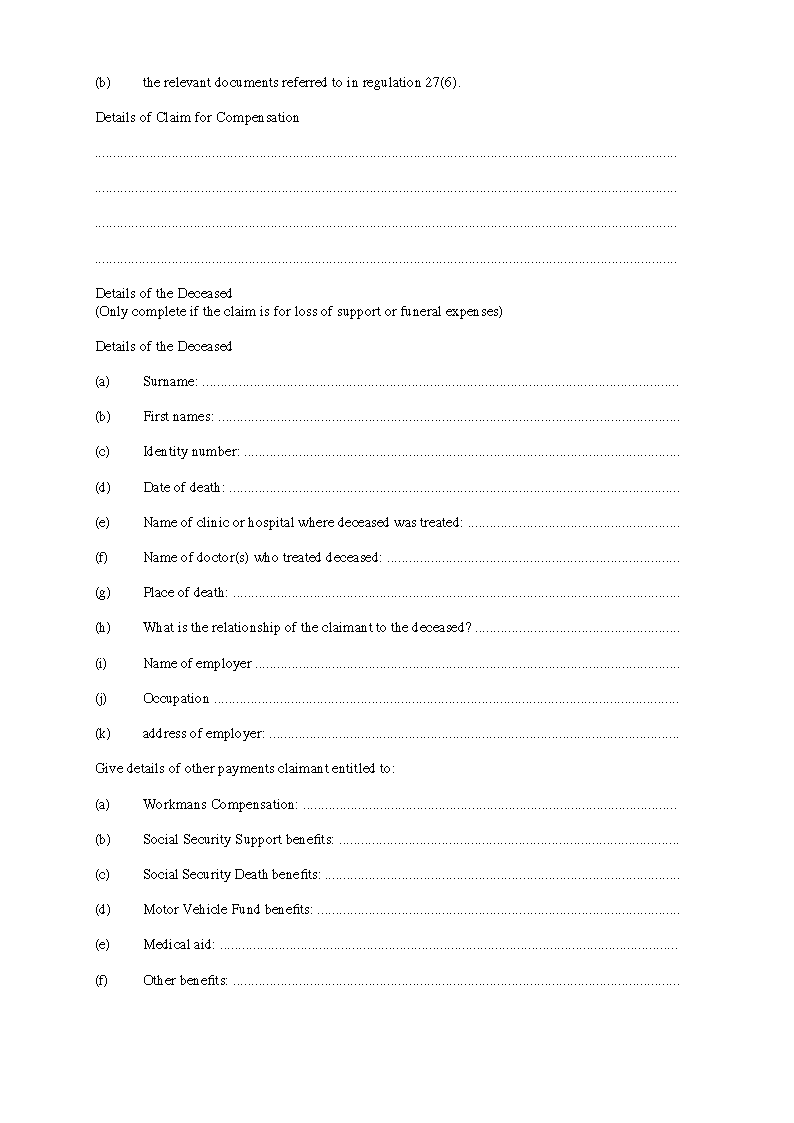 (b) the relevant documents referred to in regulation 27(6).
Details of Claim for Compensation
................................................................................................................................................................
................................................................................................................................................................
................................................................................................................................................................
................................................................................................................................................................
Details of the Deceased
(Only complete if the claim is for loss of support or funeral expenses)
Details of the Deceased
(a) Surname: ..................................................................................................................................
(b) First names: ..............................................................................................................................
(c) Identity number: .......................................................................................................................
(d) Date of death: ...........................................................................................................................
(e) Name of clinic or hospital where deceased was treated: ..........................................................
(f) Name of doctor(s) who treated deceased: ................................................................................
(g) Place of death: ..........................................................................................................................
(h) What is the relationship of the claimant to the deceased? ........................................................
(i) Name of employer ....................................................................................................................
(j) Occupation ...............................................................................................................................
(k) address of employer: ................................................................................................................
Give details of other payments claimant entitled to:
(a) Workmans Compensation: ......................................................................................................
(b) Social Security Support benefits: .............................................................................................
(c) Social Security Death benefits: .................................................................................................
(d) Motor Vehicle Fund benefits: ...................................................................................................
(e) Medical aid: .............................................................................................................................
(f) Other benefits: ..........................................................................................................................